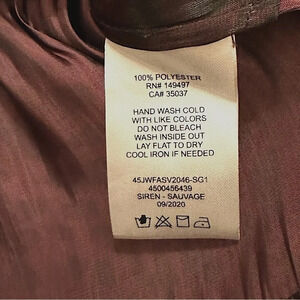 100% POLYESTER
RN# 149497
CA# 35037
HAND WASH COLD
WITH LIKE COLORS
DO NOT BLEACH
WASH INSIDE OUT
LAY FLAT TO DRY
COOL IRON IF NEEDED
45JWFASV2046-SG1
4500456439
SIREN - SAUVAGE
09/2020